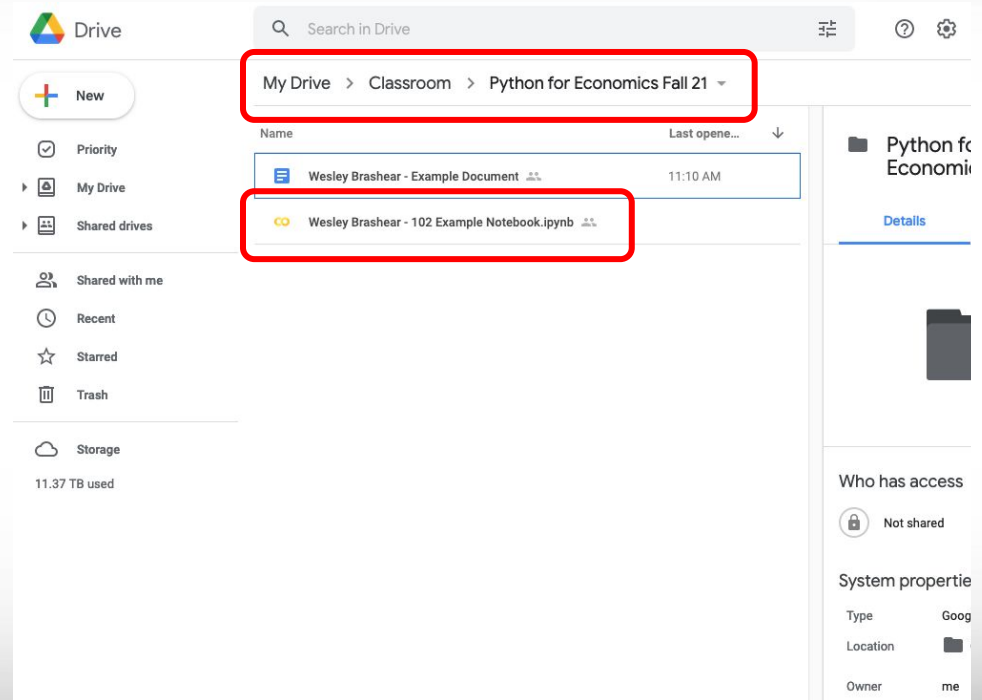 Drive
Search in Drive
New
Priority
My Drive
Shared drives
Shared with me
Recent
Starred
Trash
Storage
11.37 TB used
My Drive > Classroom > Python for Economics Fall 21
Name Last opene...
Wesley Brashear - Example Document 11:10 AM
Wesley Brashear - 102 Example Notebook.ipynb
Python fo
Economi
Details
Who has access
Not shared
System propertie
Type Goog
Location
Owner me